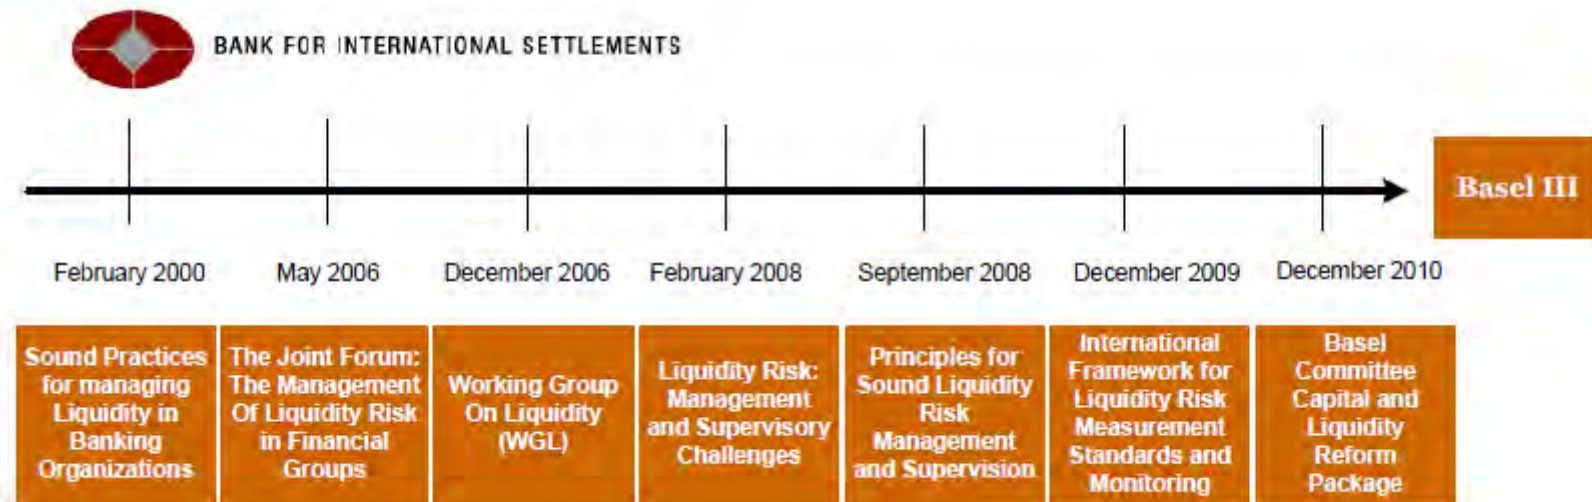 BANK FOR INTERNATIONAL SETTLEMENTS
Basel III
February 2000
May 2006
December 2006
February 2008
September 2008
December 2009
December 2010
Sound Practices
for managing
Liquidity in
Banking
Organizations
The Joint Forum:
The Management
Of Liquidity Risk
in Financial
Groups
Working Group
On Liquidity
(WGL)
Liquidity Risk:
Management
and Supervisory
Challenges
Principles for
Sound Liquidity
Risk
Management
and Supervision
International
Framework for
Liquidity Risk
Measurement
Standards and
Monitoring
Basel
Committee
Capital and
Liquidity
Reform
Package